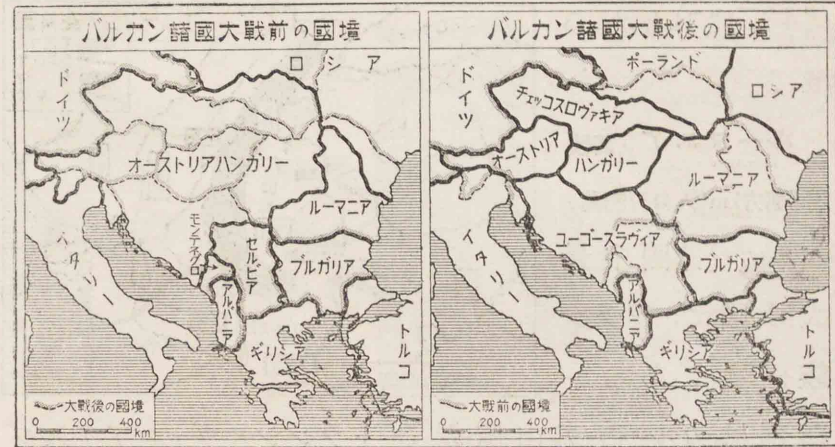 バルカン諸國大戰前の國境
ロシア
ドイツ
オーストリアハンガリー
ルーマニア
モンテネグロ
セルビア
ブルガリア
イタリー
アルバニア
ギリシア
大戰後の國境
0 200 400
km
バルカン諸國大戰後の國境
ポーランド
ドイツ
ロシア
チェッコスロヴァキア
オーストリア
ハンガリー
ルーマニア
ユーゴースラヴィア
ブルガリア
イタリー
アルバニア
トルコ
ギリシア
大戰前の國境
0 200 400
km